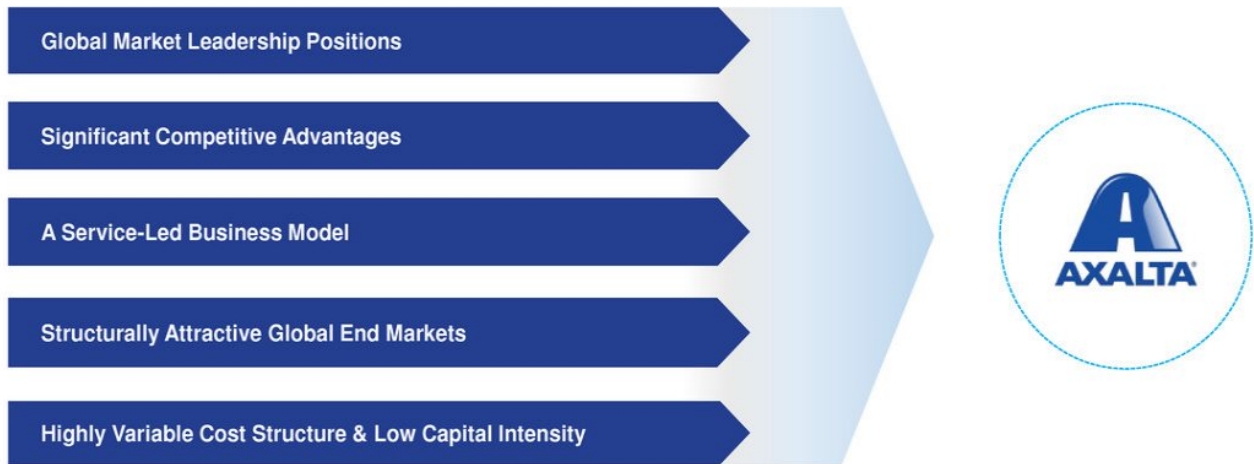 Global Market Leadership Positions
Significant Competitive Advantages
A Service-Led Business Model
Structurally Attractive Global End Markets
Highly Variable Cost Structure & Low Capital Intensity
AXALTA